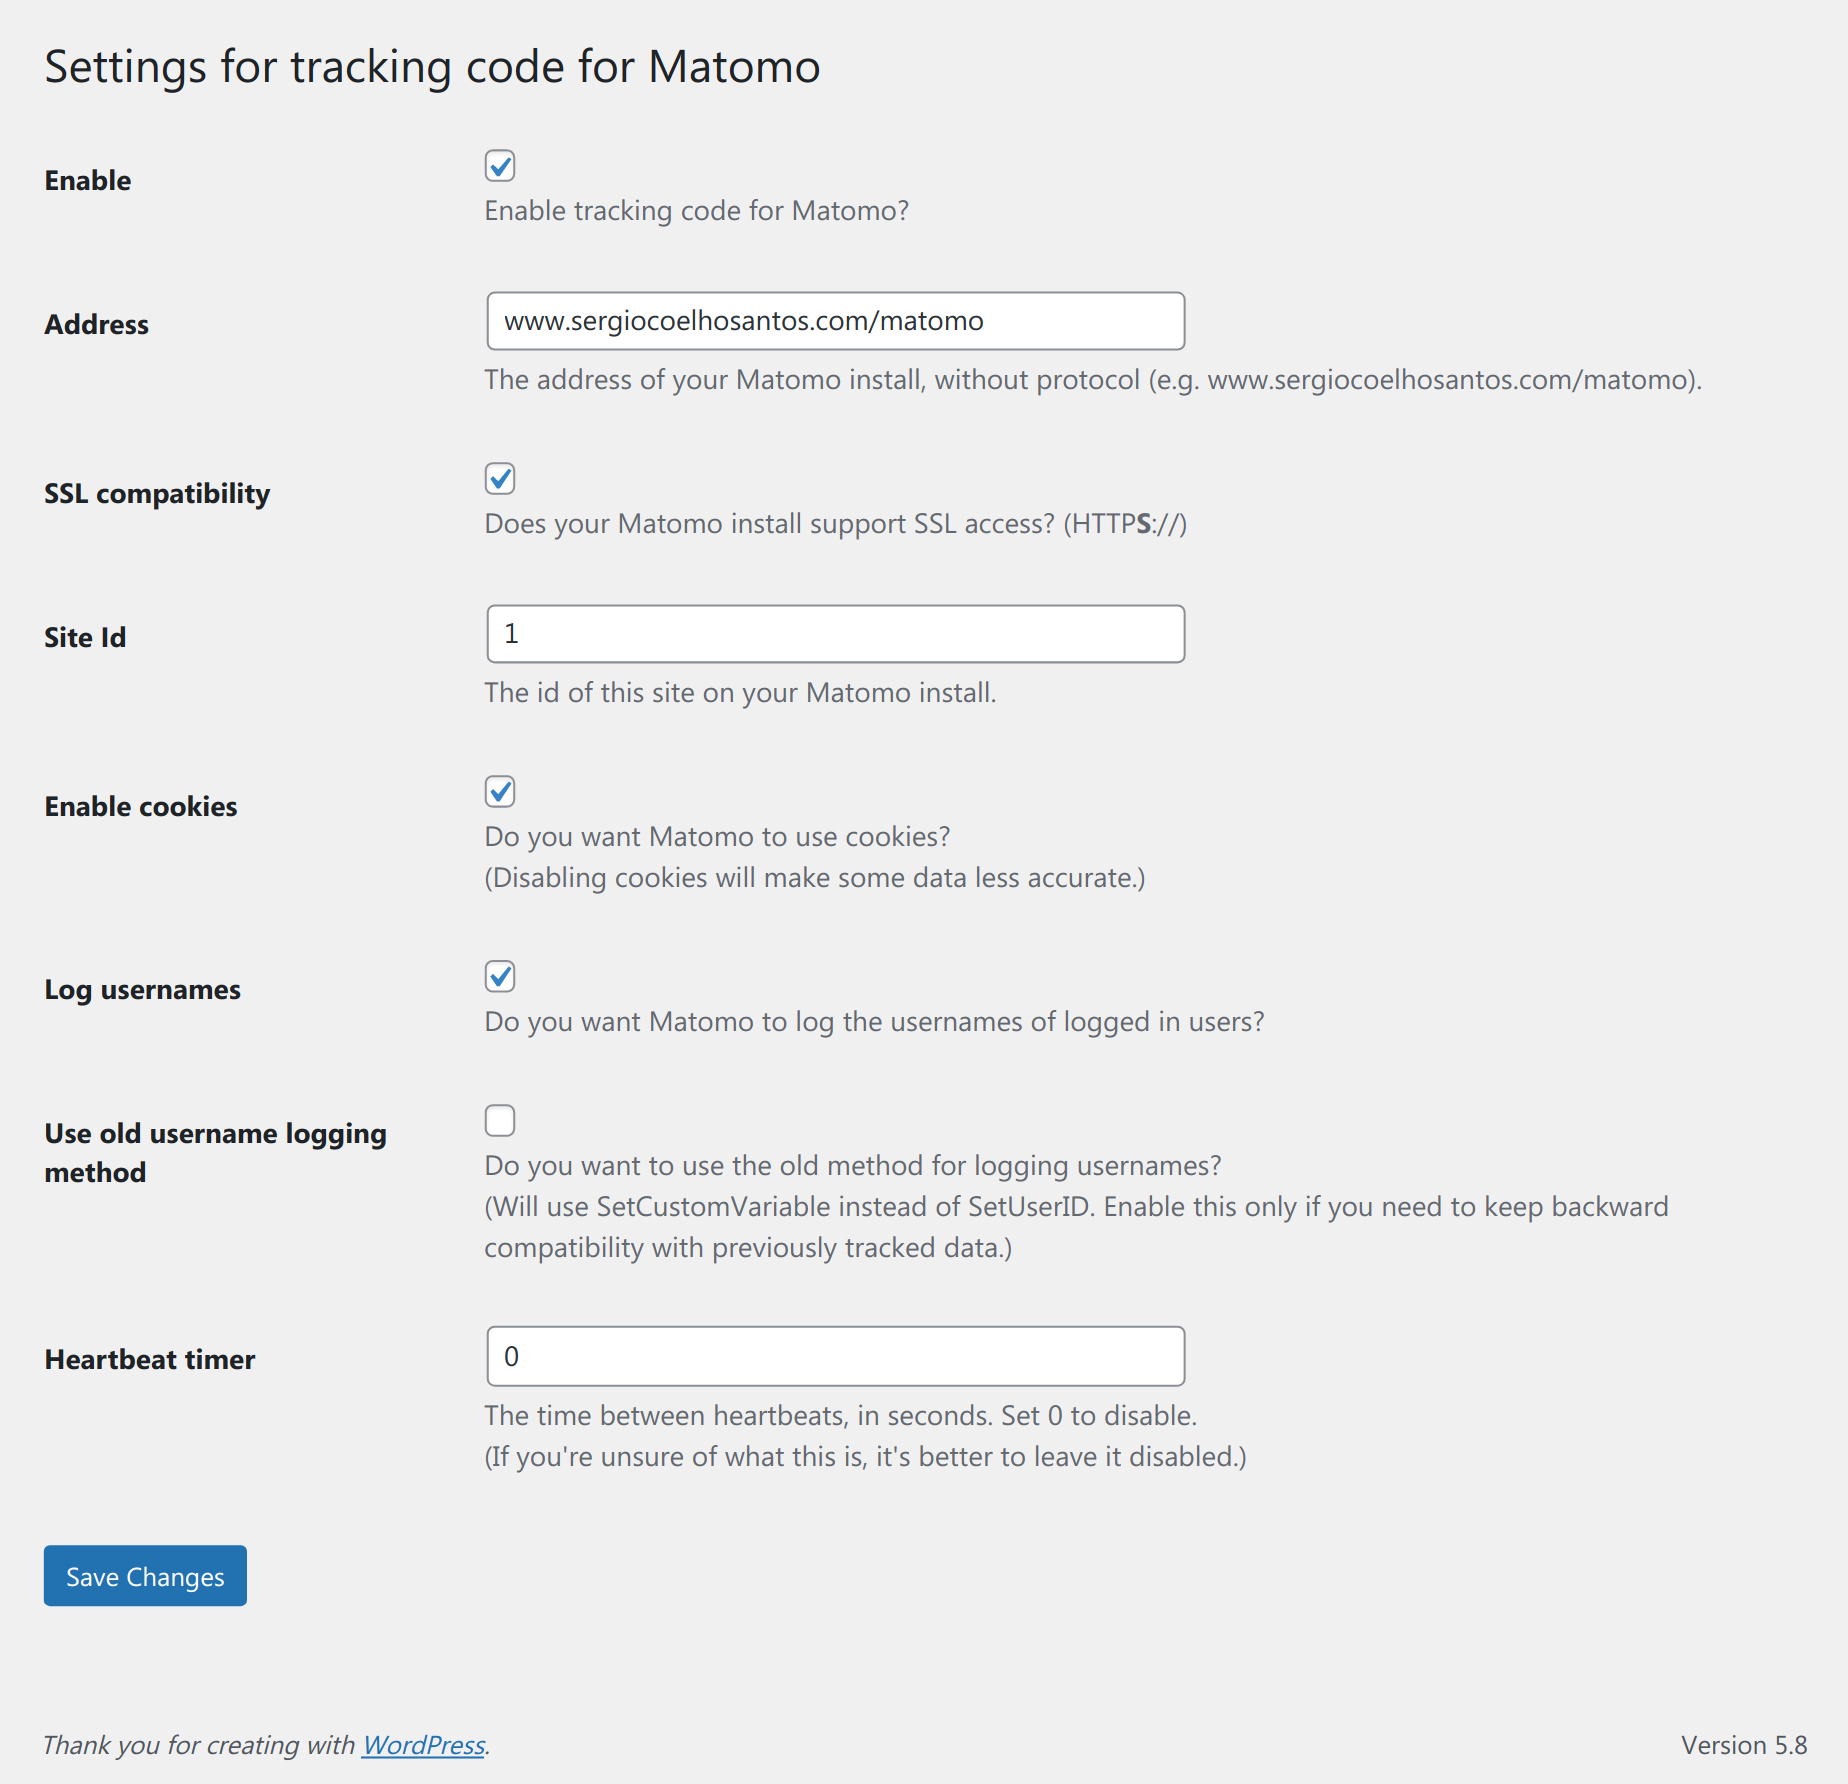 Settings for tracking code for Matomo
Enable
Enable tracking code for Matomo?
Address
www.sergiocoelhosantos.com/matomo
The address of your Matomo install, without protocol (e.g. www.sergiocoelhosantos.com/matomo).
SSL compatibility
Does your Matomo install support SSL access? (HTTPS://)
Site Id
1
The id of this site on your Matomo install.
Enable cookies
Do you want Matomo to use cookies?
(Disabling cookies will make some data less accurate.)
Log usernames
Do you want Matomo to log the usernames of logged in users?
Use old username logging
method
Do you want to use the old method for logging usernames?
(Will use SetCustomVariable instead of SetUserID. Enable this only if you need to keep backward
compatibility with previously tracked data.)
Heartbeat timer
0
The time between heartbeats, in seconds. Set 0 to disable.
(If you're unsure of what this is, it's better to leave it disabled.)
Save Changes
Thank you for creating with WordPress.
Version 5.8